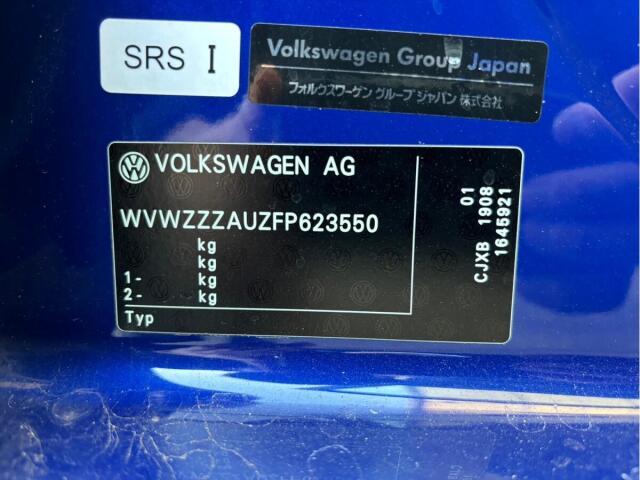 SRS I
Volkswagen Group Japan
フォルクスワーゲン グループ ジャパン 株式会社
VOLKSWAGEN AG
WVWZZZAUZFP623550
kg
kg
1- kg
2- kg
Typ
01
CJXB 1908
1645921